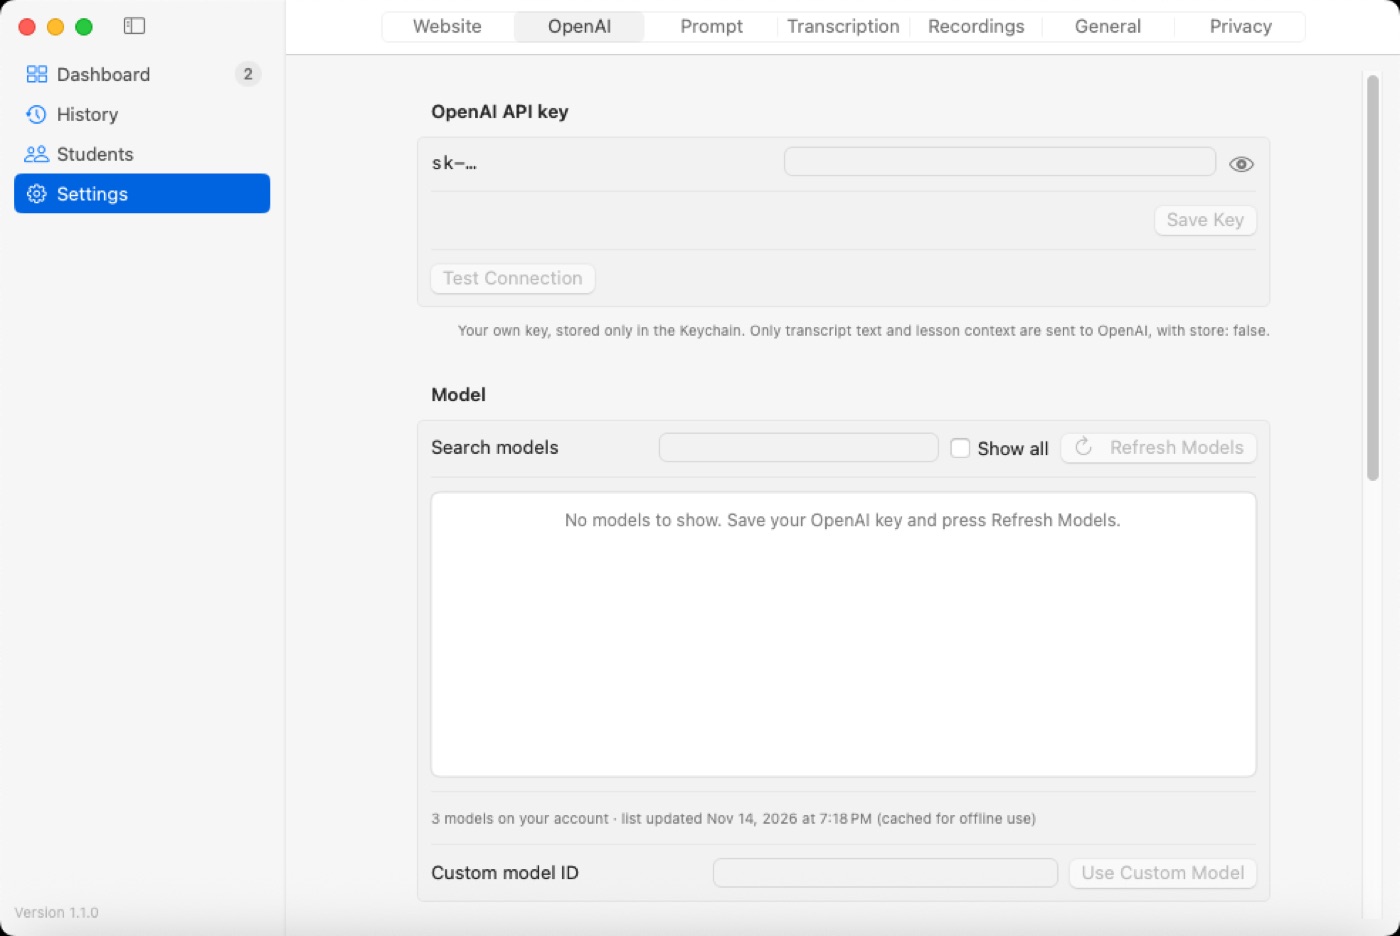 Website OpenAI Prompt Transcription Recordings General Privacy
Dashboard 2
History
Students
Settings
Version 1.1.0
OpenAI API key
sk-…
Save Key
Test Connection
Your own key, stored only in the Keychain. Only transcript text and lesson context are sent to OpenAI, with store: false.
Model
Search models Show all Refresh Models
No models to show. Save your OpenAI key and press Refresh Models.
3 models on your account · list updated Nov 14, 2026 at 7:18 PM (cached for offline use)
Custom model ID Use Custom Model